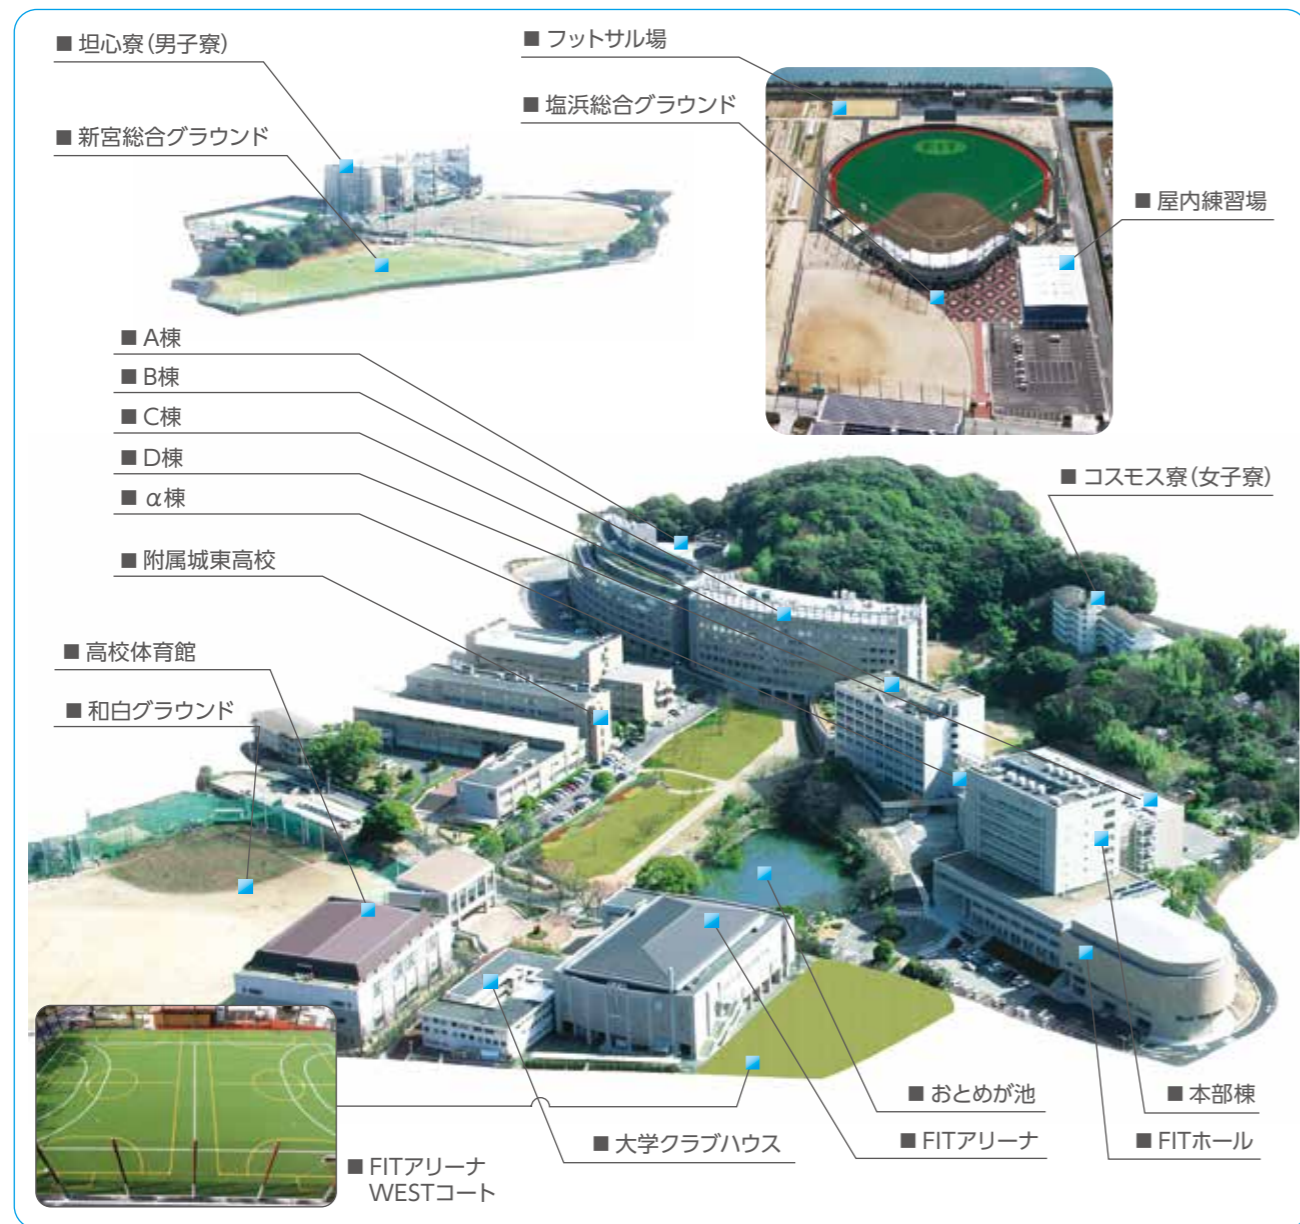 ■ 坦心寮(男子寮)
■ フットサル場
■ 塩浜総合グラウンド
■ 新宮総合グラウンド
■ 屋内練習場
■ A棟
■ B棟
■ C棟
■ D棟
■ α棟
■ コスモス寮(女子寮)
■ 附属城東高校
■ 高校体育館
■ 和白グラウンド
■ おとめが池
■ 本部棟
■ 大学クラブハウス
■ FITアリーナ
■ FITホール
■ FITアリーナ
WESTコート